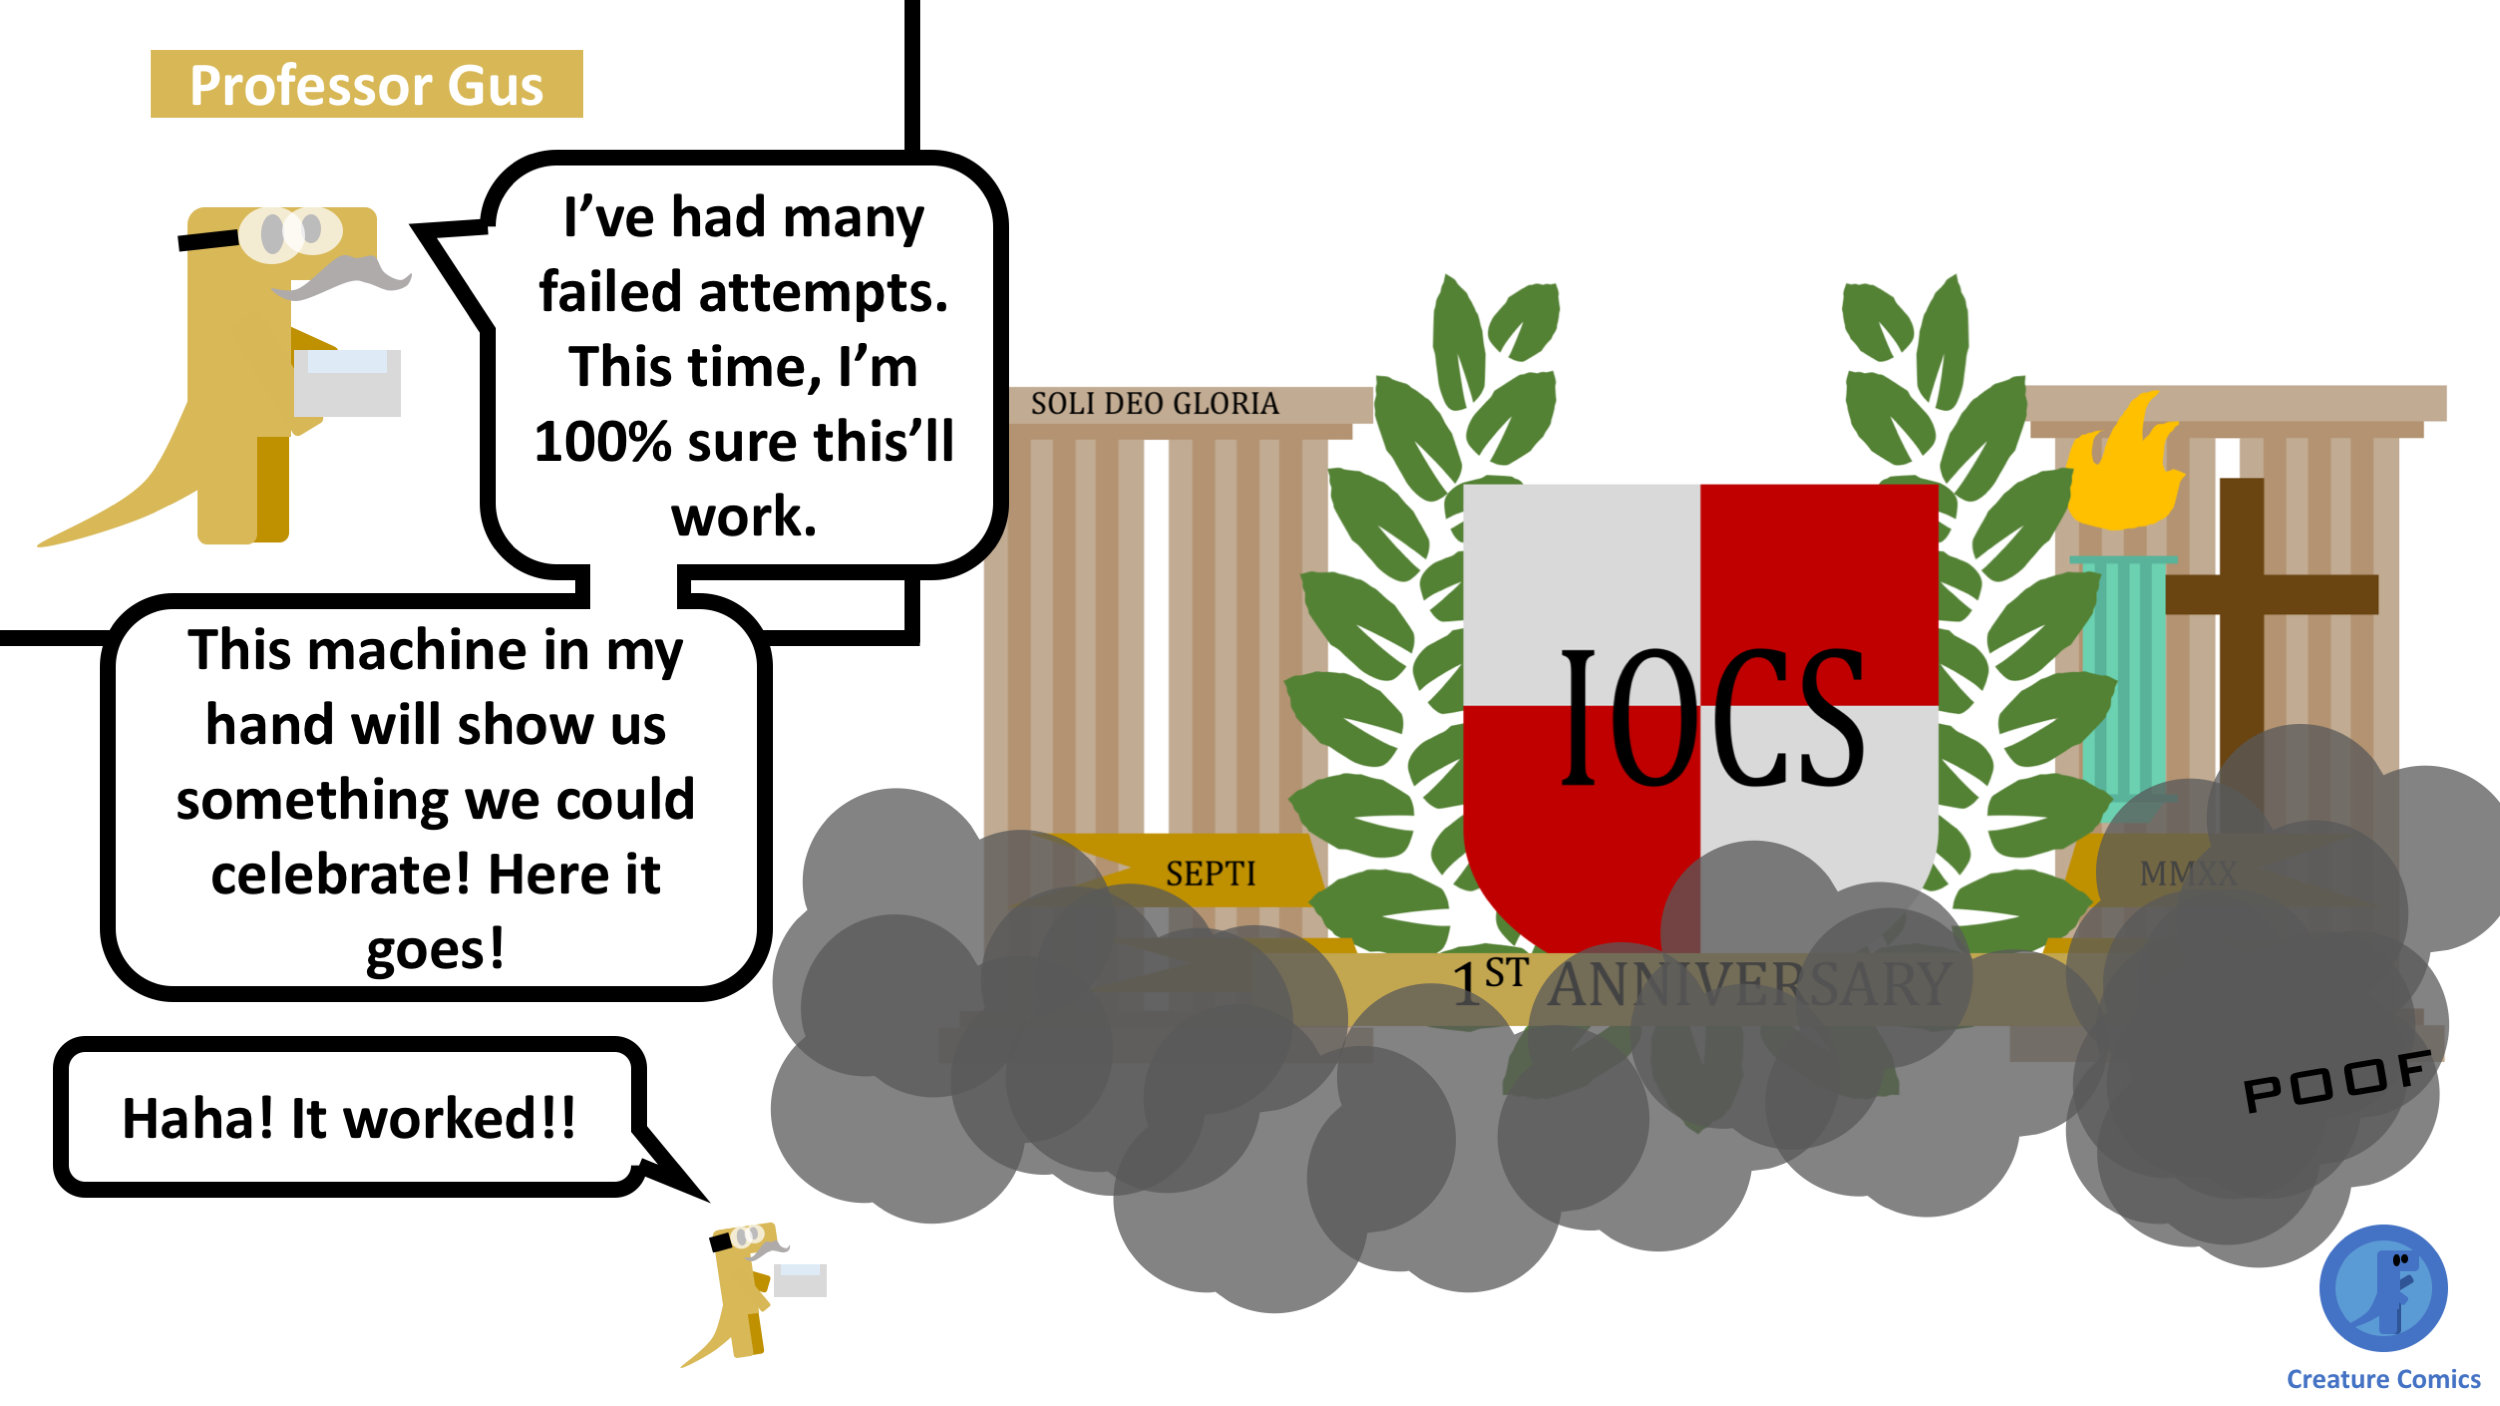 Professor Gus
I’ve had many
failed attempts.
This time, I’m
100% sure this’ll
work.
This machine in my
hand will show us
something we could
celebrate! Here it
goes!
Haha! It worked!!
SOLI DEO GLORIA
IOCS
SEPTI
MMXX
1ST ANNIVERSARY
POOF
Creature Comics